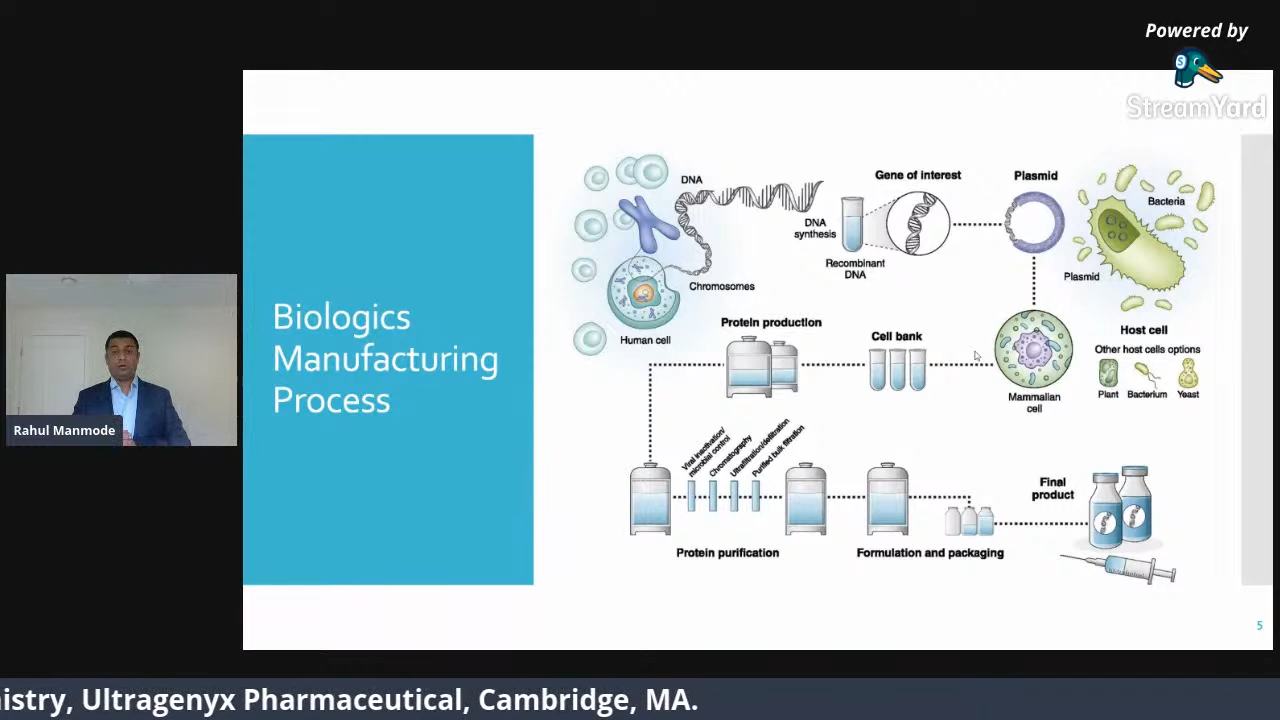 Powered by
StreamYard
Biologics
Manufacturing
Process
DNA
Gene of interest
Plasmid
Bacteria
DNA
synthesis
Recombinant
DNA
Plasmid
Chromosomes
Human cell
Protein production
Cell bank
Host cell
Other host cells options
Plant
Bacterium
Yeast
Mammalian
cell
Viral inactivation/
microbial control
Chromatography
Ultrafiltration/defiltration
Purified bulk filtration
Final
product
Protein purification
Formulation and packaging
5
Rahul Manmode
nistry, Ultragenyx Pharmaceutical, Cambridge, MA.